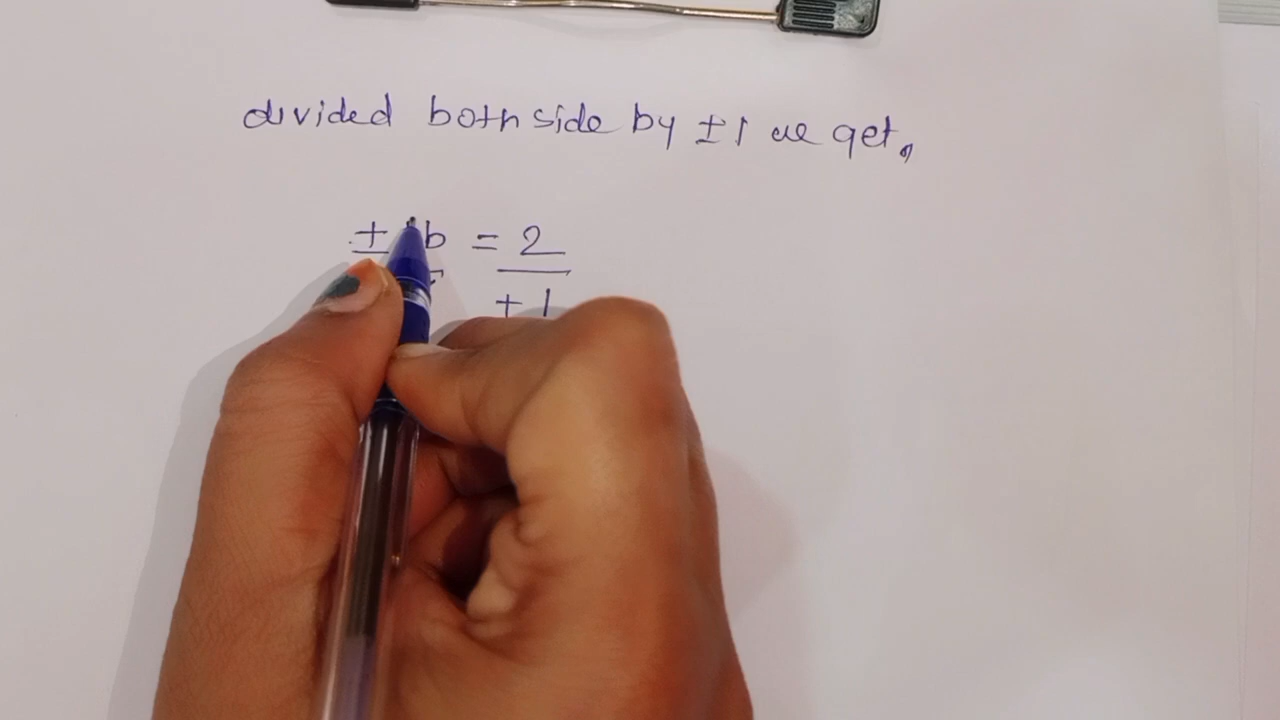 divided both side by ±1 we get,
± b = 2
+ 1